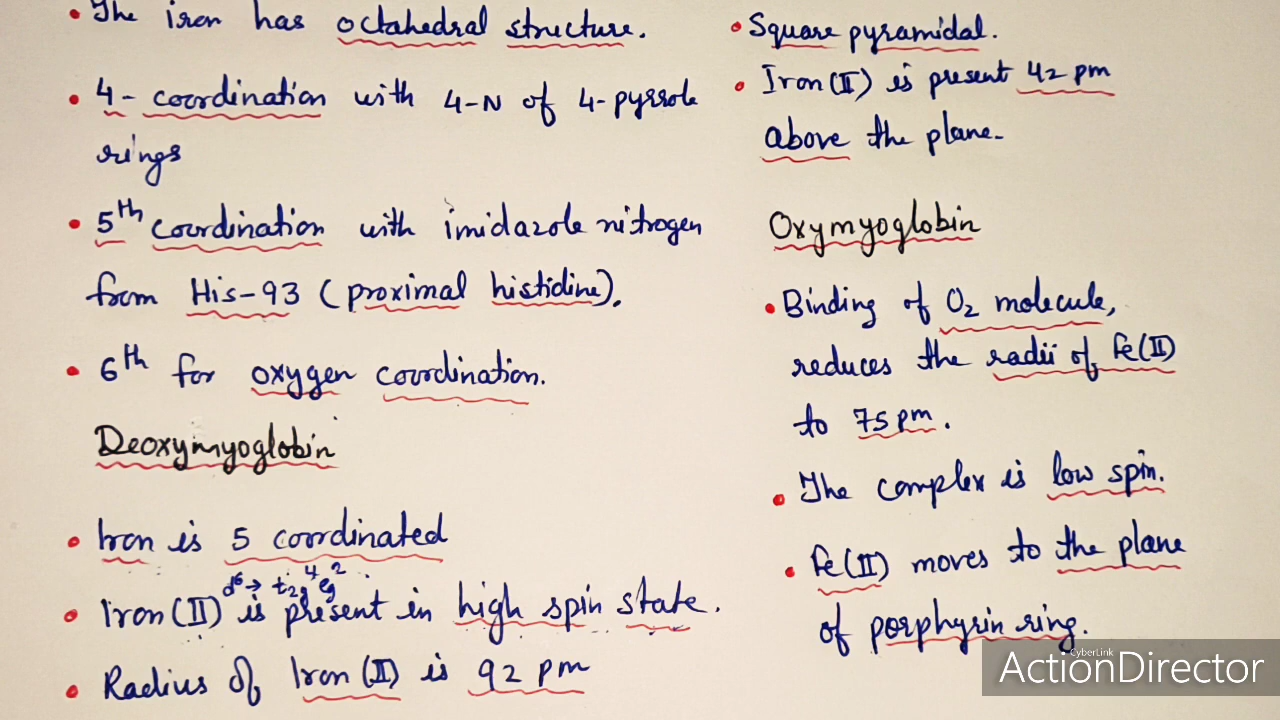 • The iron has octahedral structure.
• 4- coordination with 4-N of 4-pyrrole
rings
• 5th coordination with imidazole nitrogen
from His-93 (proximal histidine).
• 6th for oxygen coordination.
Deoxymyoglobin
• Iron is 5 coordinated
d6→ t2g4eg2
• Iron(II) is present in high spin state.
• Radius of Iron(II) is 92 pm
• Square pyramidal.
• Iron(II) is present 42 pm
above the plane.
Oxymyoglobin
• Binding of O2 molecule,
reduces the radii of Fe(II)
to 75pm.
• The complex is low spin.
• Fe(II) moves to the plane
of porphyrin ring.
CyberLink
ActionDirector